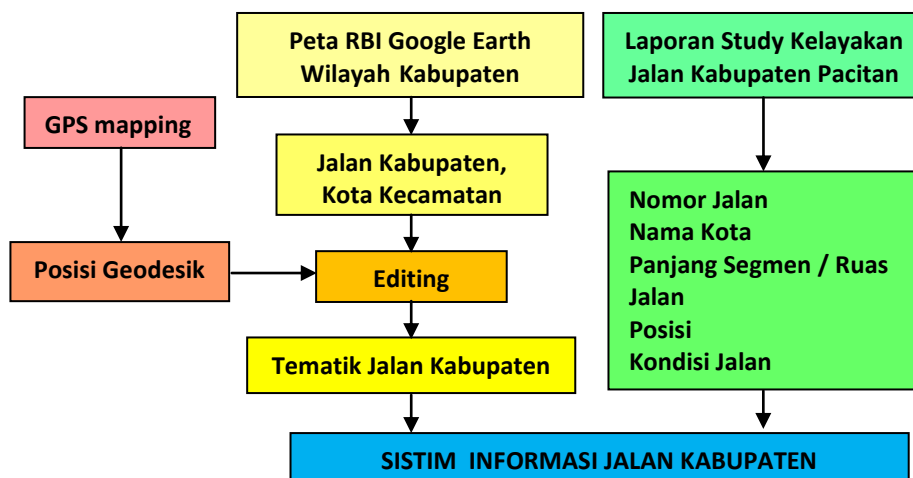 Peta RBI Google Earth
Wilayah Kabupaten
Laporan Study Kelayakan
Jalan Kabupaten Pacitan
GPS mapping
Jalan Kabupaten,
Kota Kecamatan
Nomor Jalan
Nama Kota
Panjang Segmen / Ruas
Jalan
Posisi
Kondisi Jalan
Posisi Geodesik
Editing
Tematik Jalan Kabupaten
SISTIM INFORMASI JALAN KABUPATEN